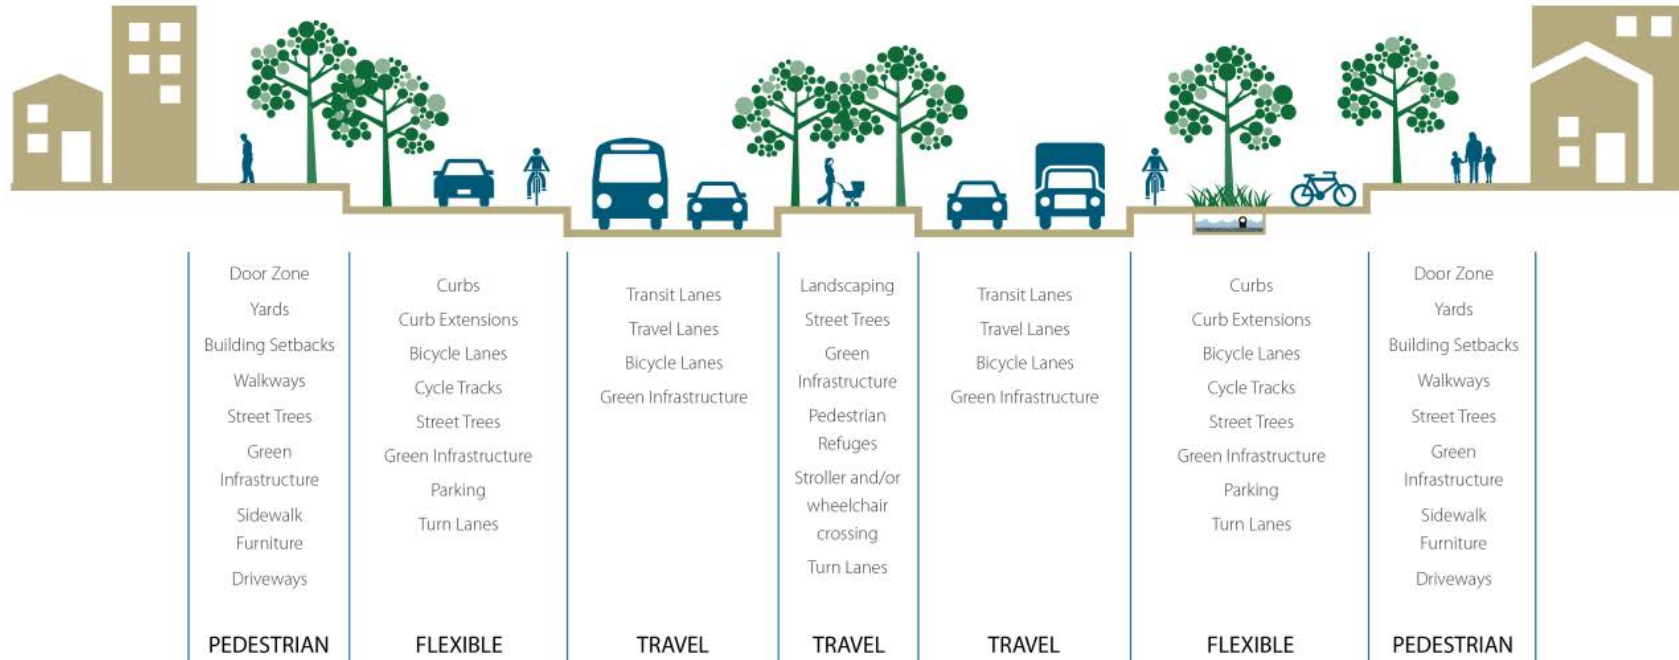 Door Zone
Yards
Building Setbacks
Walkways
Street Trees
Green
Infrastructure
Sidewalk
Furniture
Driveways
PEDESTRIAN
Curbs
Curb Extensions
Bicycle Lanes
Cycle Tracks
Street Trees
Green Infrastructure
Parking
Turn Lanes
FLEXIBLE
Transit Lanes
Travel Lanes
Bicycle Lanes
Green Infrastructure
TRAVEL
Landscaping
Street Trees
Green
Infrastructure
Pedestrian
Refuges
Stroller and/or
wheelchair
crossing
Turn Lanes
TRAVEL
Transit Lanes
Travel Lanes
Bicycle Lanes
Green Infrastructure
TRAVEL
Curbs
Curb Extensions
Bicycle Lanes
Cycle Tracks
Street Trees
Green Infrastructure
Parking
Turn Lanes
FLEXIBLE
Door Zone
Yards
Building Setbacks
Walkways
Street Trees
Green
Infrastructure
Sidewalk
Furniture
Driveways
PEDESTRIAN